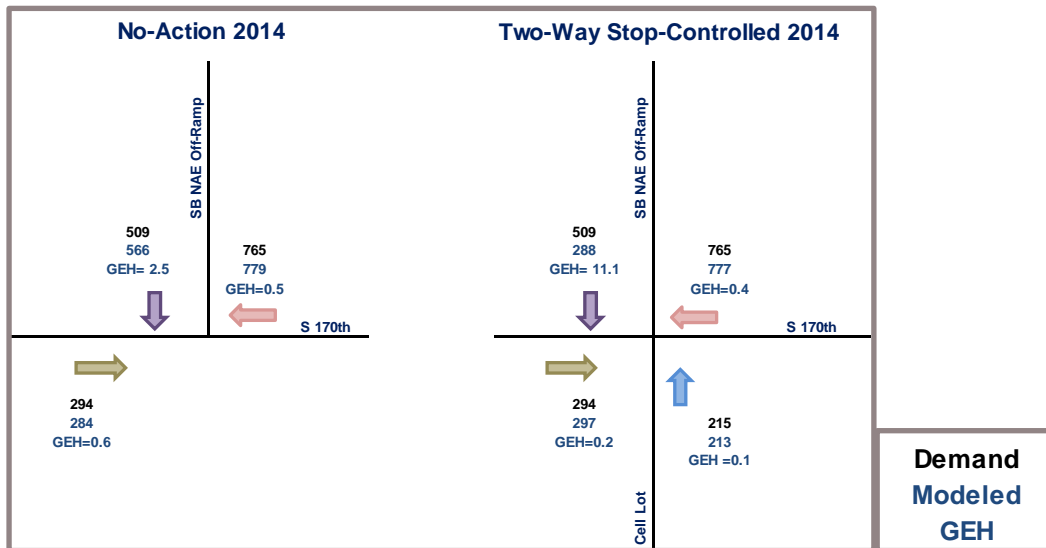 No-Action 2014
SB NAE Off-Ramp
509
566
GEH= 2.5
765
779
GEH=0.5
S 170th
294
284
GEH=0.6
Two-Way Stop-Controlled 2014
SB NAE Off-Ramp
509
288
GEH= 11.1
765
777
GEH=0.4
S 170th
294
297
GEH=0.2
215
213
GEH =0.1
Cell Lot
Demand
Modeled
GEH